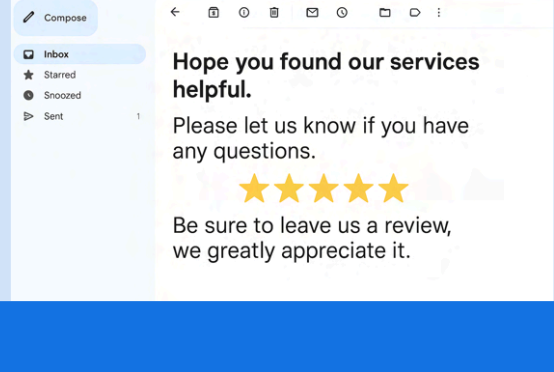 Compose
Inbox
Starred
Snoozed
Sent 1
Hope you found our services
helpful.
Please let us know if you have
any questions.
Be sure to leave us a review,
we greatly appreciate it.